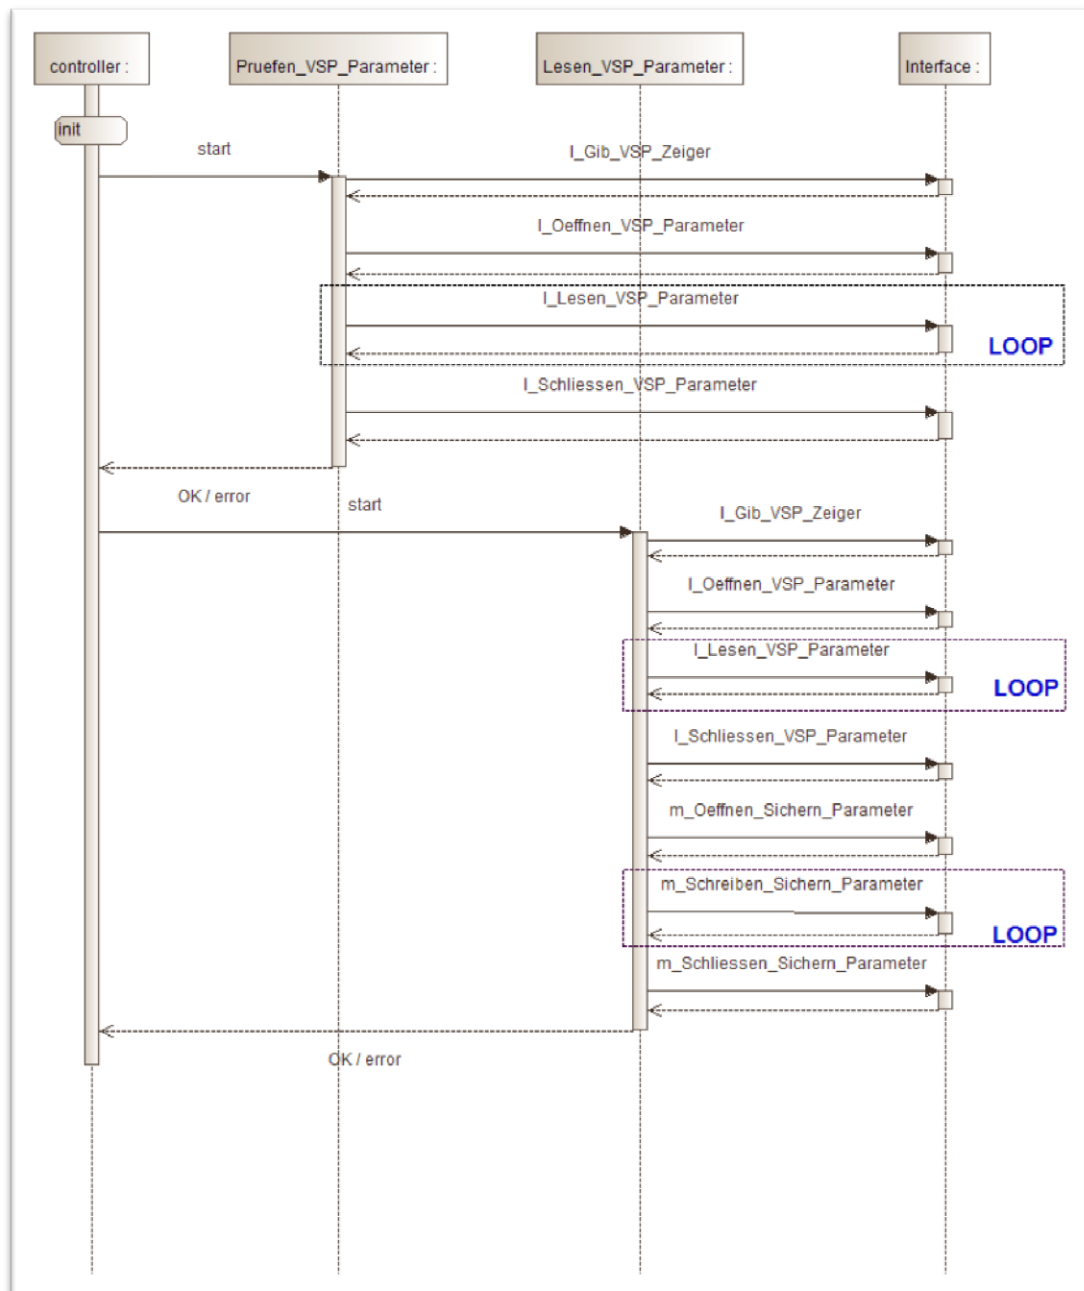 controller :
Pruefen_VSP_Parameter :
Lesen_VSP_Parameter :
Interface :
init
start
I_Gib_VSP_Zeiger
I_Oeffnen_VSP_Parameter
I_Lesen_VSP_Parameter
LOOP
I_Schliessen_VSP_Parameter
OK / error
start
I_Gib_VSP_Zeiger
I_Oeffnen_VSP_Parameter
I_Lesen_VSP_Parameter
LOOP
I_Schliessen_VSP_Parameter
m_Oeffnen_Sichern_Parameter
m_Schreiben_Sichern_Parameter
LOOP
m_Schliessen_Sichern_Parameter
OK / error